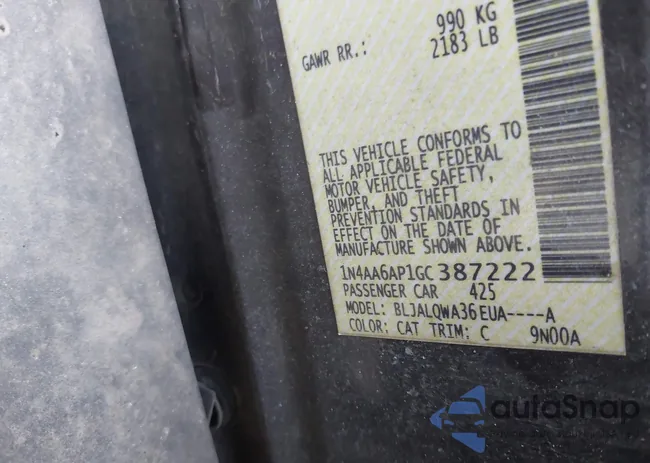 990 KG
GAWR RR.: 2183 LB
THIS VEHICLE CONFORMS TO
ALL APPLICABLE FEDERAL
MOTOR VEHICLE SAFETY,
BUMPER, AND THEFT
PREVENTION STANDARDS IN
EFFECT ON THE DATE OF
MANUFACTURE SHOWN ABOVE.
1N4AA6AP1GC387222
PASSENGER CAR 425
MODEL: BLJALQWA36EUA----A
COLOR: CAT TRIM: C 9N00A
autoSnap